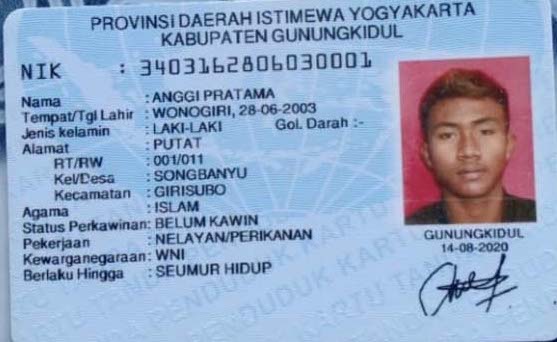 PROVINSI DAERAH ISTIMEWA YOGYAKARTA
KABUPATEN GUNUNGKIDUL
NIK : 3403162806030001
Nama : ANGGI PRATAMA
Tempat/Tgl Lahir : WONOGIRI, 28-06-2003
Jenis kelamin : LAKI-LAKI Gol. Darah :-
Alamat : PUTAT
RT/RW : 001/011
Kel/Desa : SONGBANYU
Kecamatan : GIRISUBO
Agama : ISLAM
Status Perkawinan: BELUM KAWIN
Pekerjaan : NELAYAN/PERIKANAN
Kewarganegaraan: WNI
Berlaku Hingga : SEUMUR HIDUP
GUNUNGKIDUL
14-08-2020